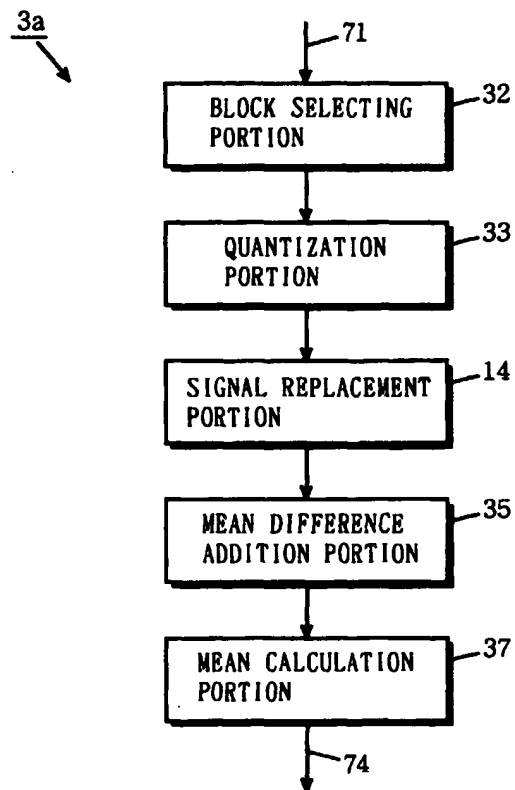 3a
71
BLOCK SELECTING
PORTION
32
QUANTIZATION
PORTION
33
SIGNAL REPLACEMENT
PORTION
14
MEAN DIFFERENCE
ADDITION PORTION
35
MEAN CALCULATION
PORTION
37
74